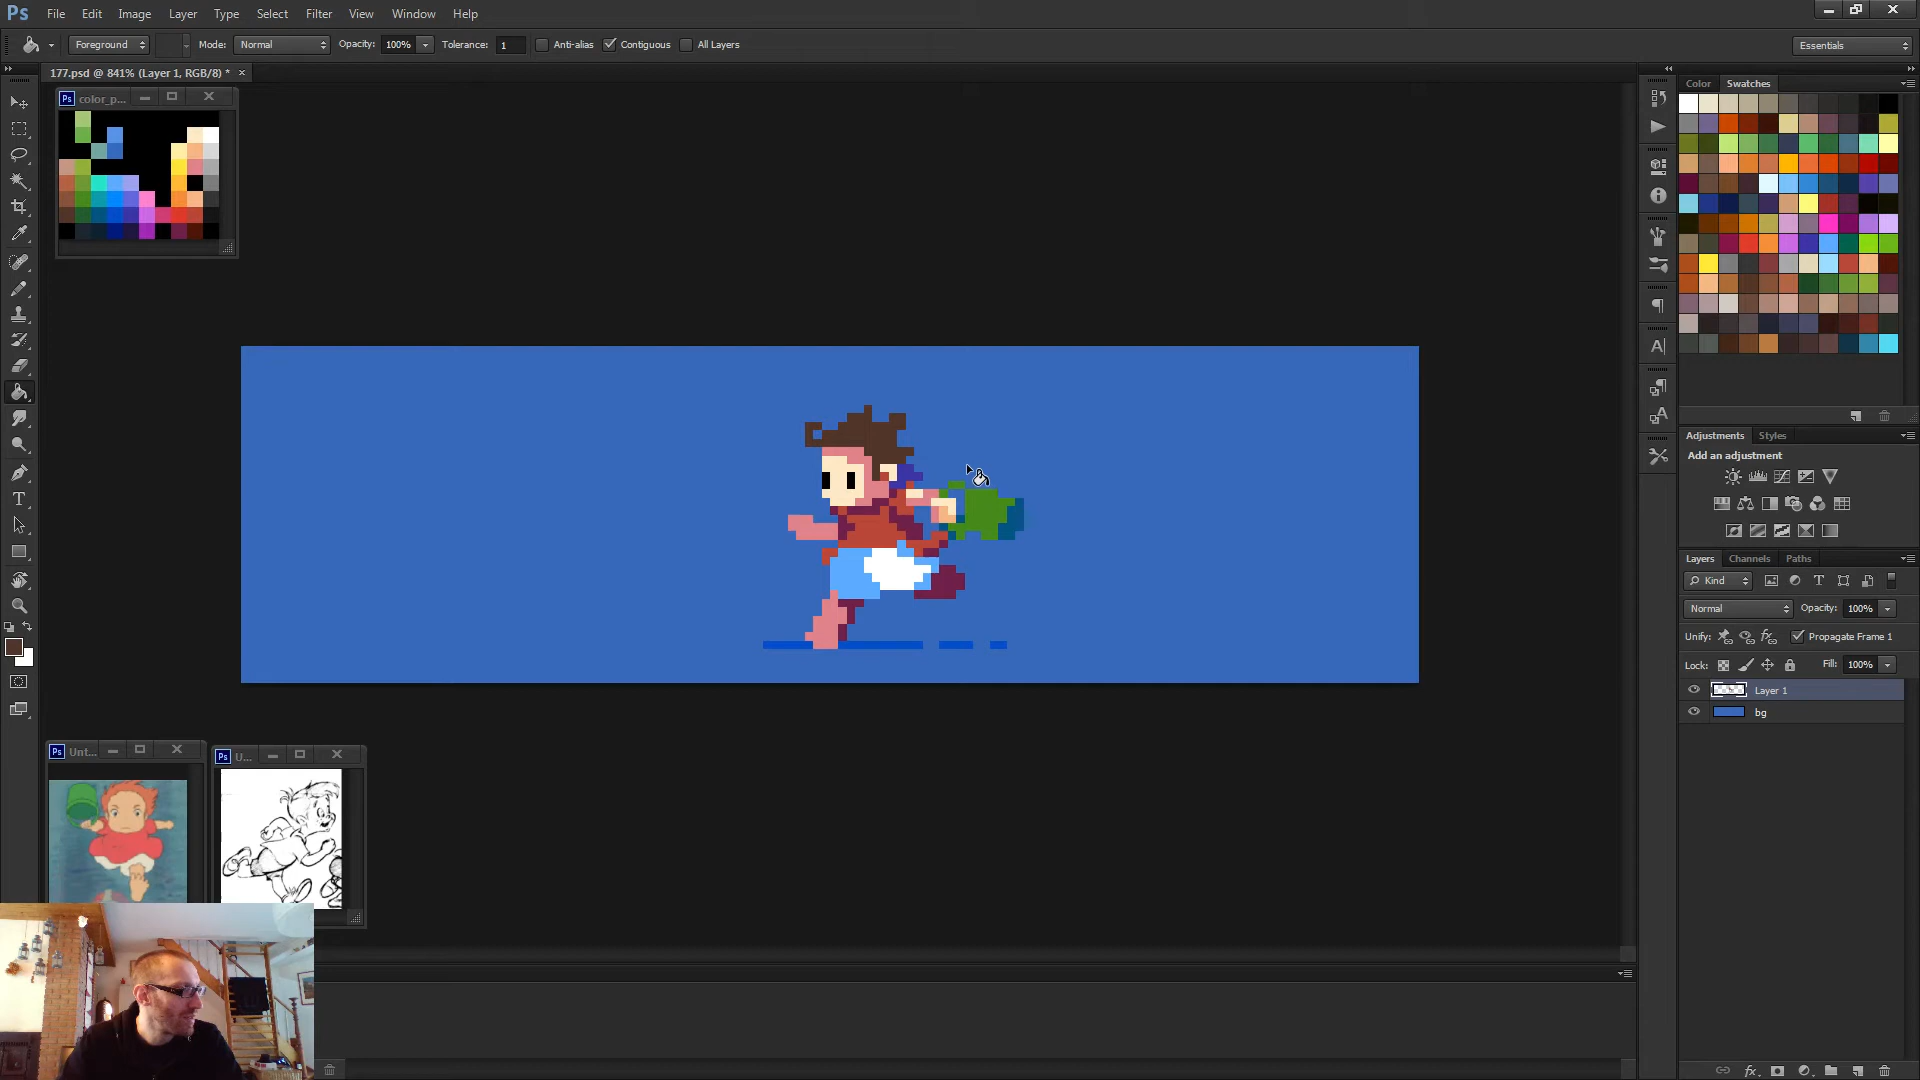 Ps File Edit Image Layer Type Select Filter View Window Help
Foreground Mode: Normal Opacity: 100% Tolerance: 1 Anti-alias Contiguous All Layers Essentials
177.psd @ 841% (Layer 1, RGB/8) *
Ps color_p...
Color Swatches
Adjustments Styles
Add an adjustment
Layers Channels Paths
Kind
Normal Opacity: 100%
Unify: Propagate Frame 1
Lock: Fill: 100%
Layer 1
bg
Ps Unt...
Ps U...